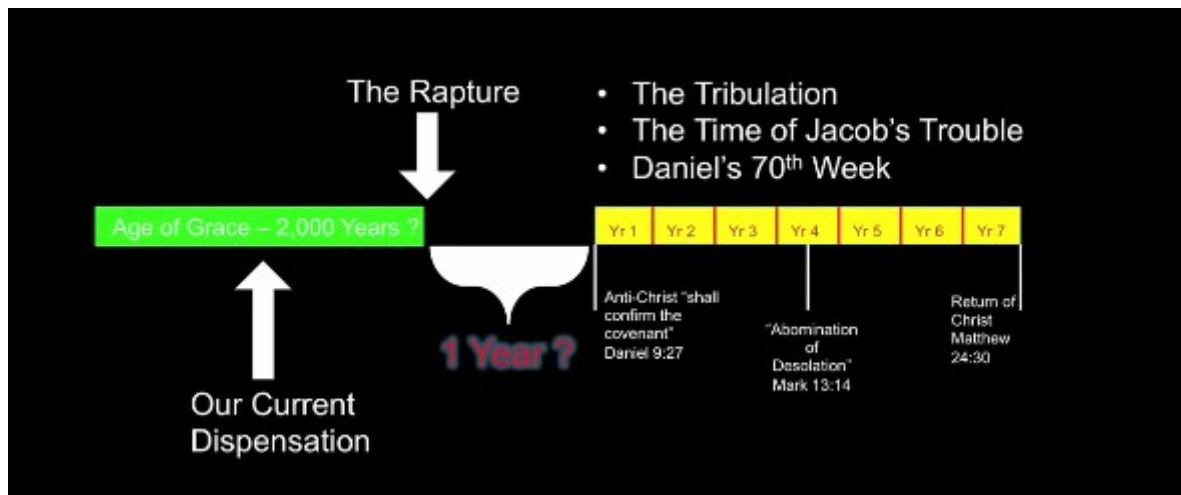 The Rapture
• The Tribulation
• The Time of Jacob's Trouble
• Daniel's 70th Week
Age of Grace – 2,000 Years ?
Yr 1
Yr 2
Yr 3
Yr 4
Yr 5
Yr 6
Yr 7
1 Year ?
Anti-Christ "shall
confirm the
covenant"
Daniel 9:27
"Abomination
of
Desolation"
Mark 13:14
Return of
Christ
Matthew
24:30
Our Current
Dispensation